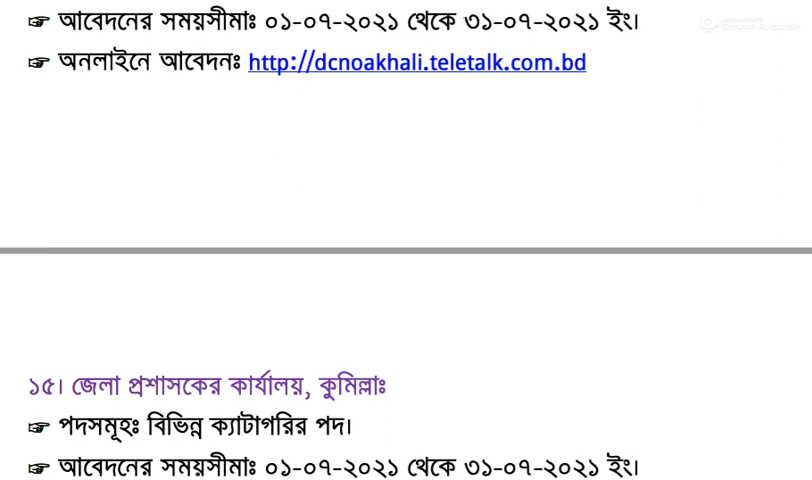 ☞ আবেদনের সময়সীমাঃ ০১-০৭-২০২১ থেকে ৩১-০৭-২০২১ ইং।
☞ অনলাইনে আবেদনঃ http://dcnoakhali.teletalk.com.bd
১৫। জেলা প্রশাসকের কার্যালয়, কুমিল্লাঃ
☞ পদসমূহঃ বিভিন্ন ক্যাটাগরির পদ।
☞ আবেদনের সময়সীমাঃ ০১-০৭-২০২১ থেকে ৩১-০৭-২০২১ ইং।